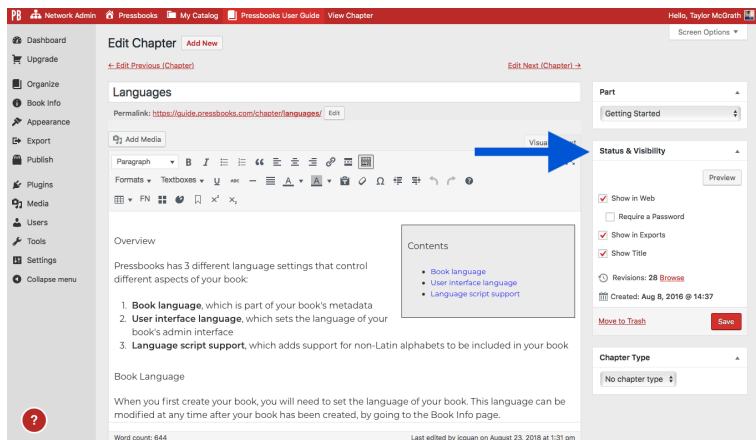 PB Network Admin Pressbooks My Catalog Pressbooks User Guide View Chapter Hello, Taylor McGrath
Screen Options ▼
Dashboard
Upgrade
Organize
Book Info
Appearance
Export
Publish
Plugins
Media
Users
Tools
Settings
Collapse menu
?
Edit Chapter Add New
← Edit Previous (Chapter) Edit Next (Chapter) →
Languages
Permalink: https://guide.pressbooks.com/chapter/languages/ Edit
Add Media
Paragraph B I
Formats Textboxes U ABC A A Ω
FN x² x₂
Overview
Pressbooks has 3 different language settings that control
different aspects of your book:
1. Book language, which is part of your book's metadata
2. User interface language, which sets the language of your
book's admin interface
3. Language script support, which adds support for non-Latin alphabets to be included in your book
Contents
• Book language
• User interface language
• Language script support
Book Language
When you first create your book, you will need to set the language of your book. This language can be
modified at any time after your book has been created, by going to the Book Info page.
Word count: 644 Last edited by jcquan on August 23, 2018 at 1:31 pm
Part
Getting Started
Status & Visibility
Preview
Show in Web
Require a Password
Show in Exports
Show Title
Revisions: 28 Browse
Created: Aug 8, 2016 @ 14:37
Move to Trash Save
Chapter Type
No chapter type